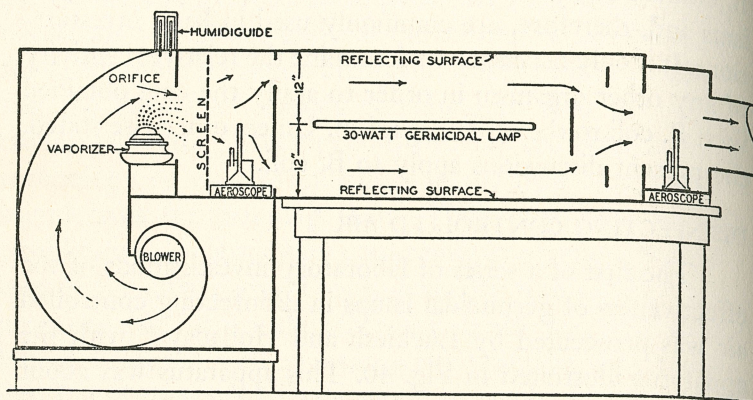 HUMIDIGUIDE
ORIFICE
VAPORIZER
SCREEN
AEROSCOPE
BLOWER
12"
12"
REFLECTING SURFACE
30-WATT GERMICIDAL LAMP
REFLECTING SURFACE
AEROSCOPE